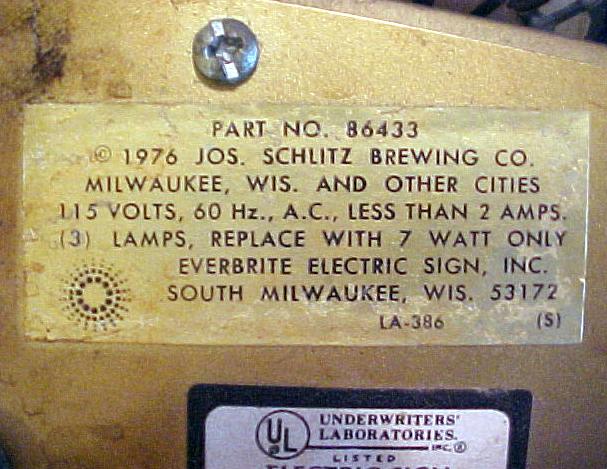 PART NO. 86433
© 1976 JOS. SCHLITZ BREWING CO.
MILWAUKEE, WIS. AND OTHER CITIES
115 VOLTS, 60 Hz., A.C., LESS THAN 2 AMPS.
(3) LAMPS, REPLACE WITH 7 WATT ONLY
EVERBRITE ELECTRIC SIGN, INC.
SOUTH MILWAUKEE, WIS. 53172
LA-386 (S)
UL
UNDERWRITERS'
LABORATORIES.
INC.®
LISTED
ELECTRIC SIGN